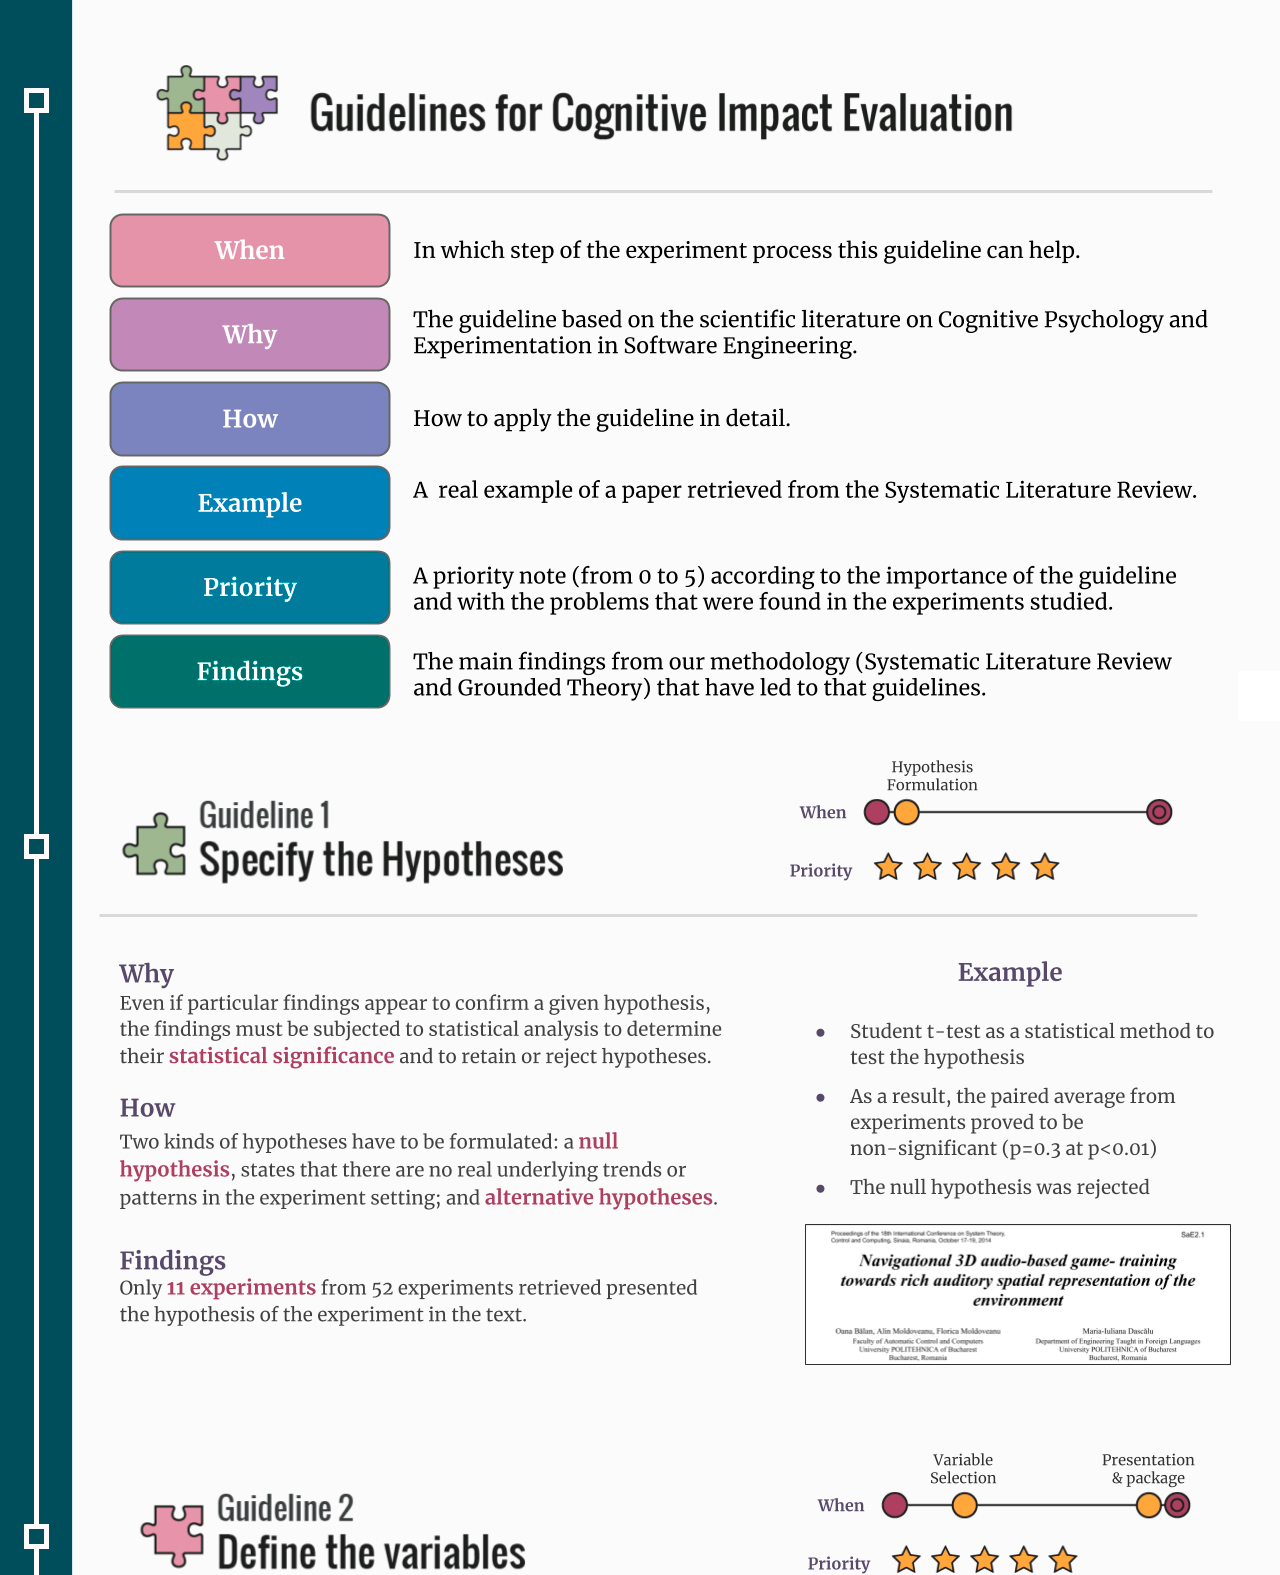 Guidelines for Cognitive Impact Evaluation
When
In which step of the experiment process this guideline can help.
Why
The guideline based on the scientific literature on Cognitive Psychology and
Experimentation in Software Engineering.
How
How to apply the guideline in detail.
Example
A  real example of a paper retrieved from the Systematic Literature Review.
Priority
A priority note (from 0 to 5) according to the importance of the guideline
and with the problems that were found in the experiments studied.
Findings
The main findings from our methodology (Systematic Literature Review
and Grounded Theory) that have led to that guidelines.
Guideline 1
Specify the Hypotheses
Hypothesis
Formulation
When
Priority
Why
Even if particular findings appear to confirm a given hypothesis,
the findings must be subjected to statistical analysis to determine
their statistical significance and to retain or reject hypotheses.
How
Two kinds of hypotheses have to be formulated: a null
hypothesis, states that there are no real underlying trends or
patterns in the experiment setting; and alternative hypotheses.
Findings
Only 11 experiments from 52 experiments retrieved presented
the hypothesis of the experiment in the text.
Example
● Student t-test as a statistical method to
test the hypothesis
● As a result, the paired average from
experiments proved to be
non-significant (p=0.3 at p<0.01)
● The null hypothesis was rejected
Proceedings of the 18th International Conference on System Theory,
Control and Computing, Sinaia, Romania, October 17-19, 2014
SaE2.1
Navigational 3D audio-based game- training
towards rich auditory spatial representation of the
environment
Oana Bălan, Alin Moldoveanu, Florica Moldoveanu
Faculty of Automatic Control and Computers
University POLITEHNICA of Bucharest
Bucharest, Romania
Maria-Iuliana Dascălu
Department of Engineering Taught in Foreign Languages
University POLITEHNICA of Bucharest
Bucharest, Romania
Guideline 2
Define the variables
Variable
Selection
Presentation
& package
When
Priority